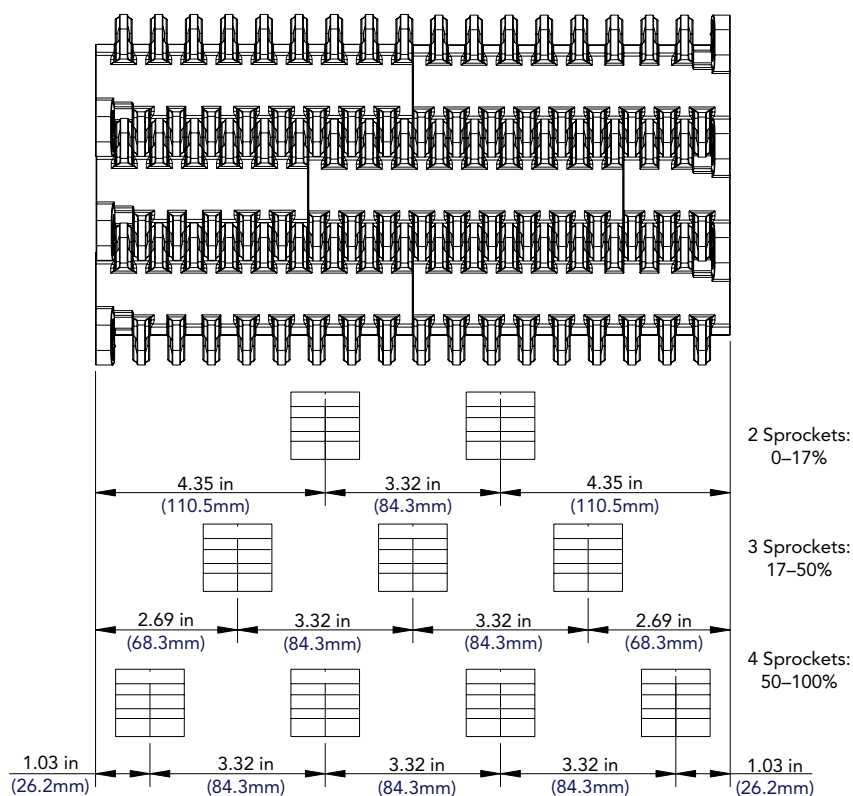 2 Sprockets:
0–17%
4.35 in
(110.5mm)
3.32 in
(84.3mm)
4.35 in
(110.5mm)
3 Sprockets:
17–50%
2.69 in
(68.3mm)
3.32 in
(84.3mm)
3.32 in
(84.3mm)
2.69 in
(68.3mm)
4 Sprockets:
50–100%
1.03 in
(26.2mm)
3.32 in
(84.3mm)
3.32 in
(84.3mm)
3.32 in
(84.3mm)
1.03 in
(26.2mm)